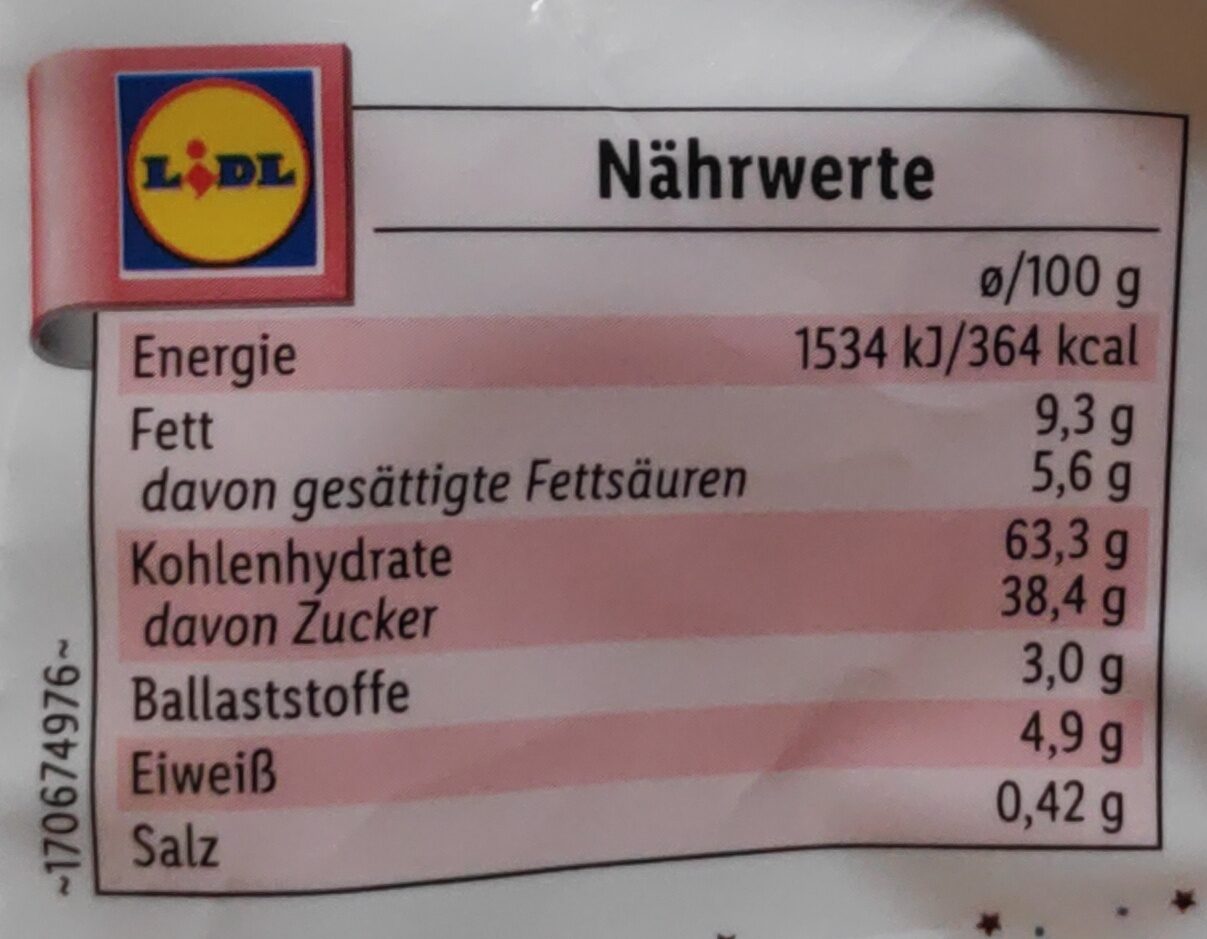 LIDL
Nährwerte
ø/100 g
Energie 1534 kJ/364 kcal
Fett 9,3 g
davon gesättigte Fettsäuren 5,6 g
Kohlenhydrate 63,3 g
davon Zucker 38,4 g
Ballaststoffe 3,0 g
Eiweiß 4,9 g
Salz 0,42 g
~170674976~